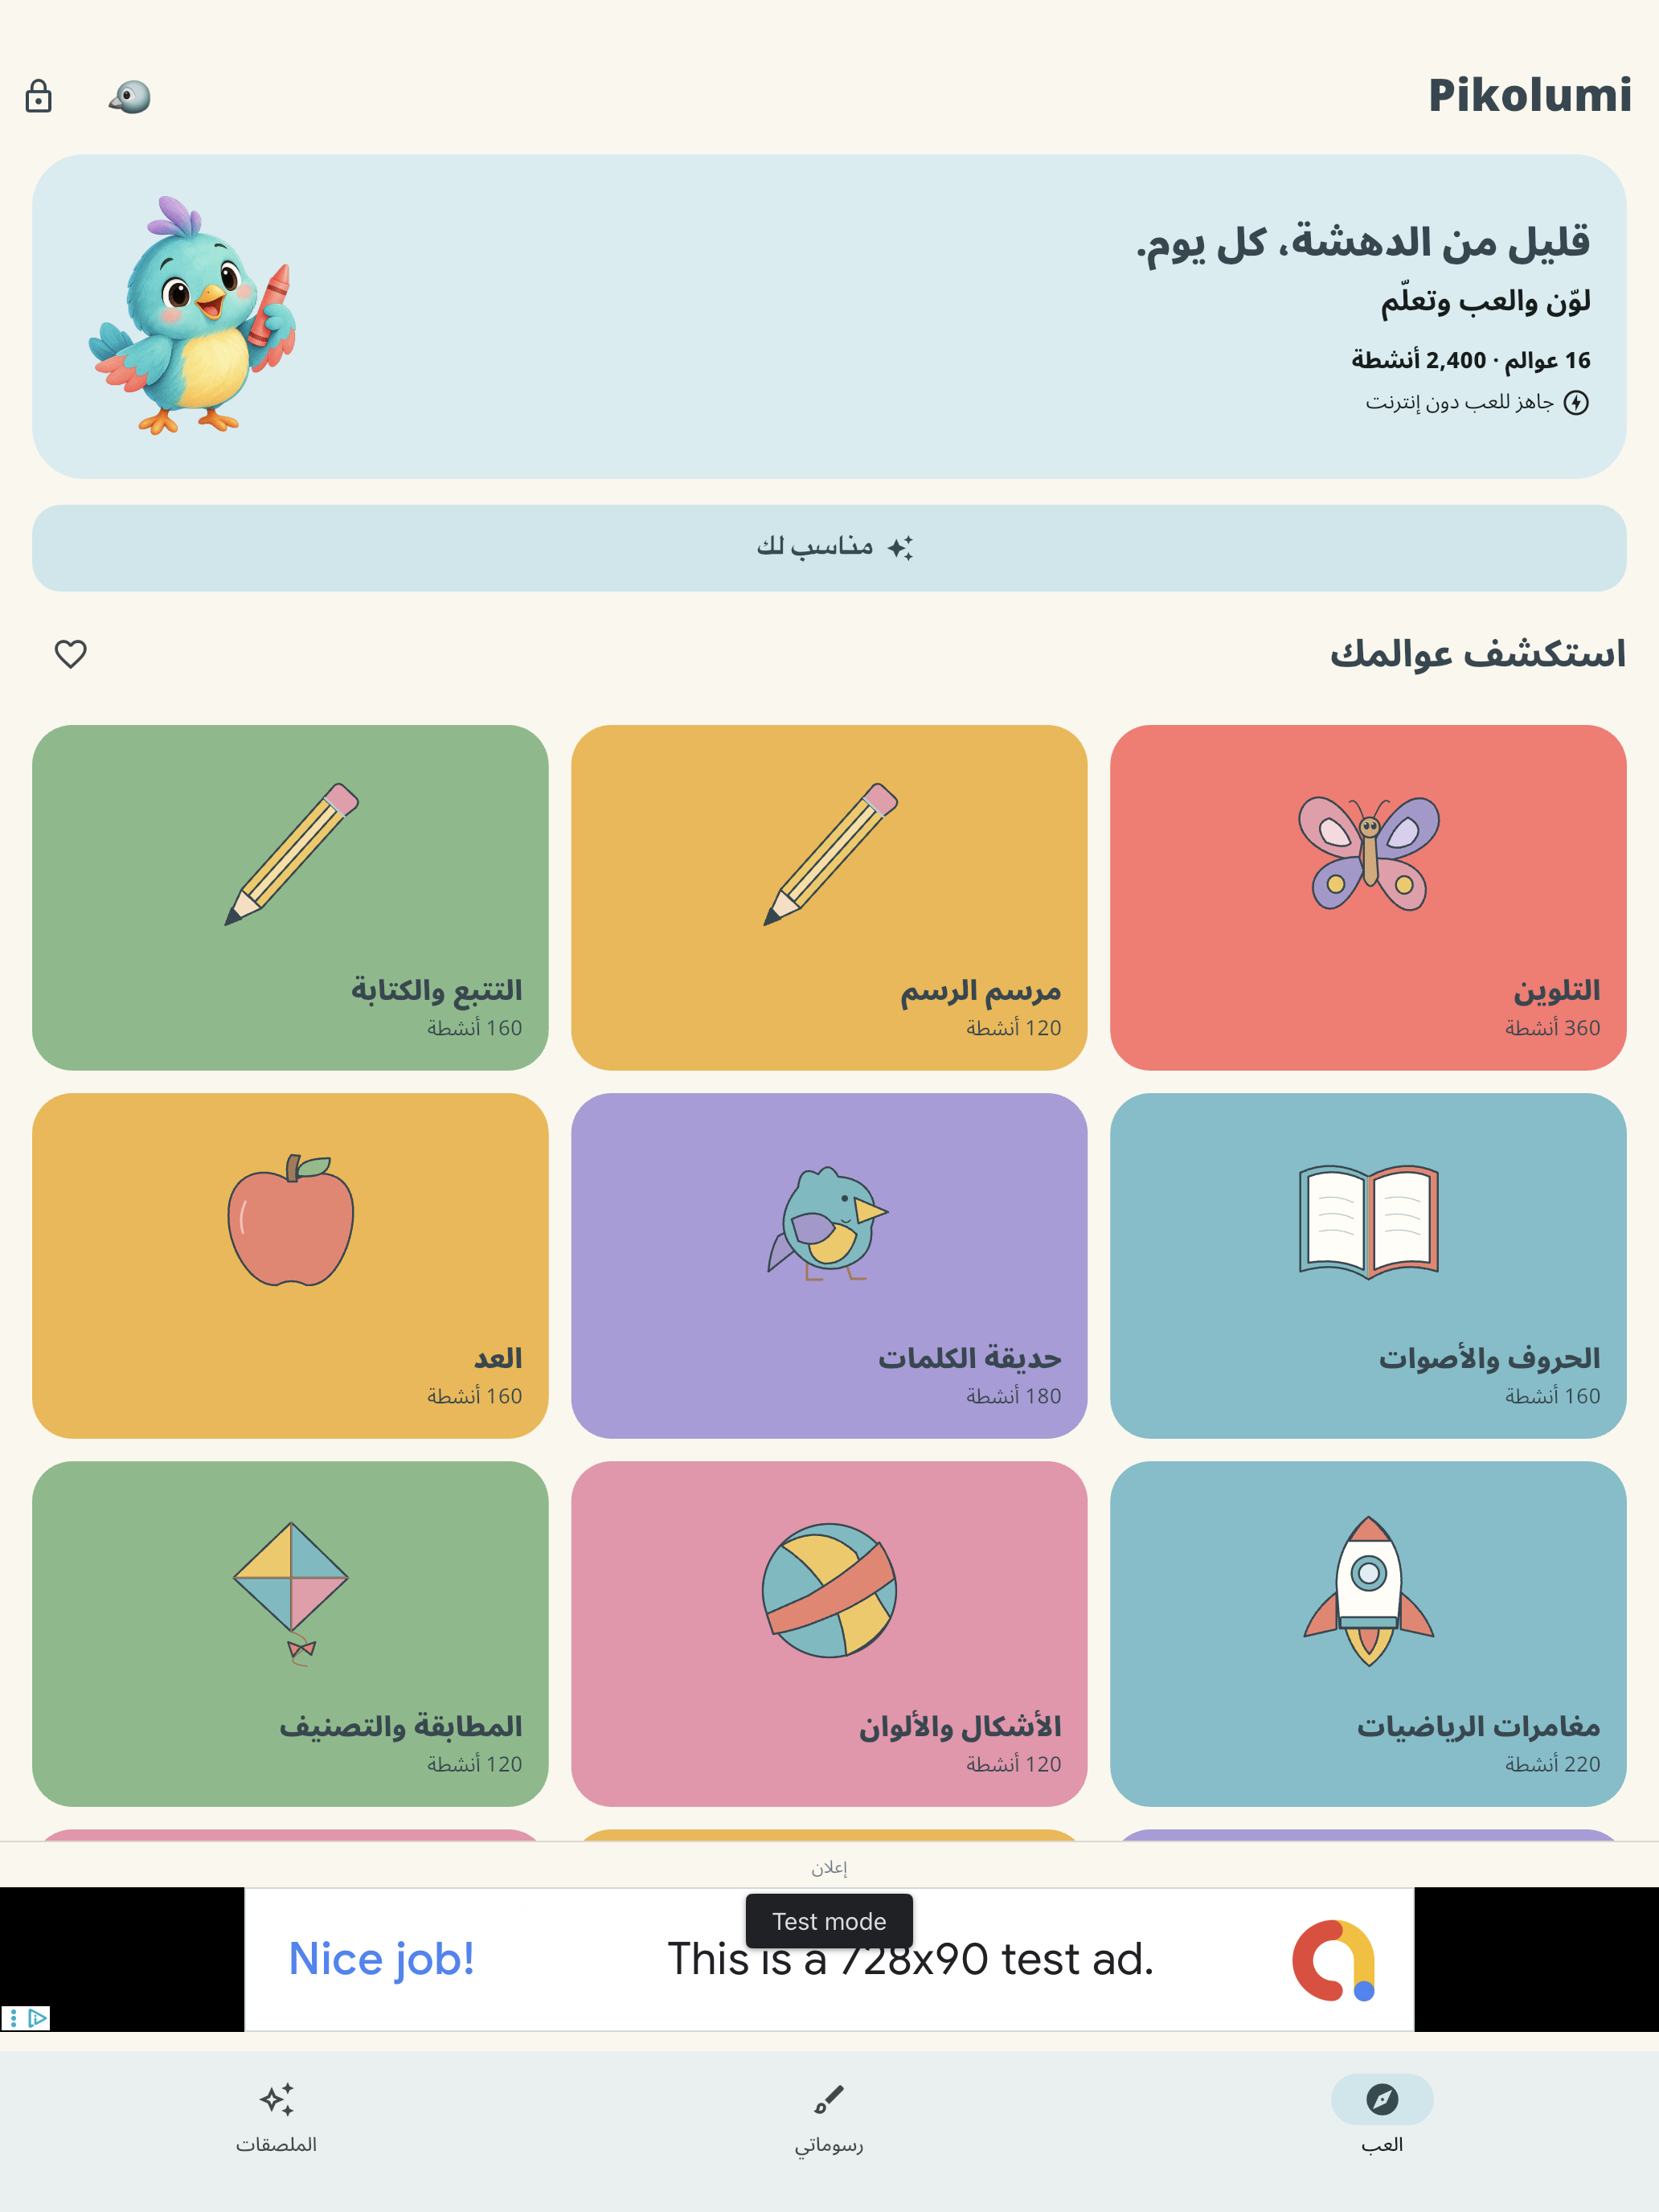 Pikolumi
قليل من الدهشة، كل يوم.
لوّن والعب وتعلّم
16 عوالم · 2,400 أنشطة
جاهز للعب دون إنترنت
مناسب لك
استكشف عوالمك
التلوين
360 أنشطة
مرسم الرسم
120 أنشطة
التتبع والكتابة
160 أنشطة
الحروف والأصوات
160 أنشطة
حديقة الكلمات
180 أنشطة
العد
160 أنشطة
مغامرات الرياضيات
220 أنشطة
الأشكال والألوان
120 أنشطة
المطابقة والتصنيف
120 أنشطة
إعلان
Test mode
Nice job! This is a 728x90 test ad.
العب
رسوماتي
الملصقات